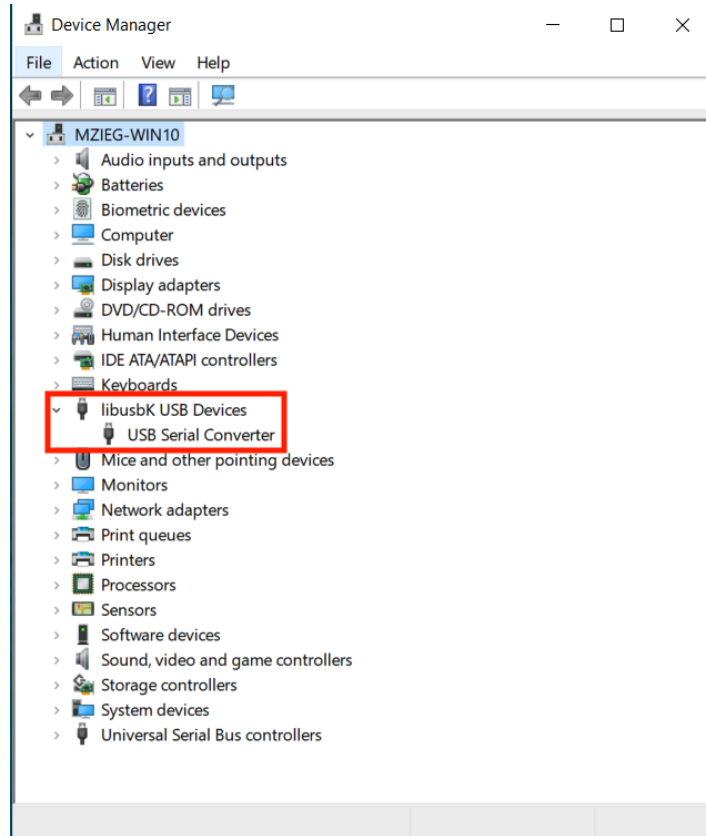 Device Manager
File Action View Help
MZIEG-WIN10
Audio inputs and outputs
Batteries
Biometric devices
Computer
Disk drives
Display adapters
DVD/CD-ROM drives
Human Interface Devices
IDE ATA/ATAPI controllers
Keyboards
libusbK USB Devices
USB Serial Converter
Mice and other pointing devices
Monitors
Network adapters
Print queues
Printers
Processors
Sensors
Software devices
Sound, video and game controllers
Storage controllers
System devices
Universal Serial Bus controllers